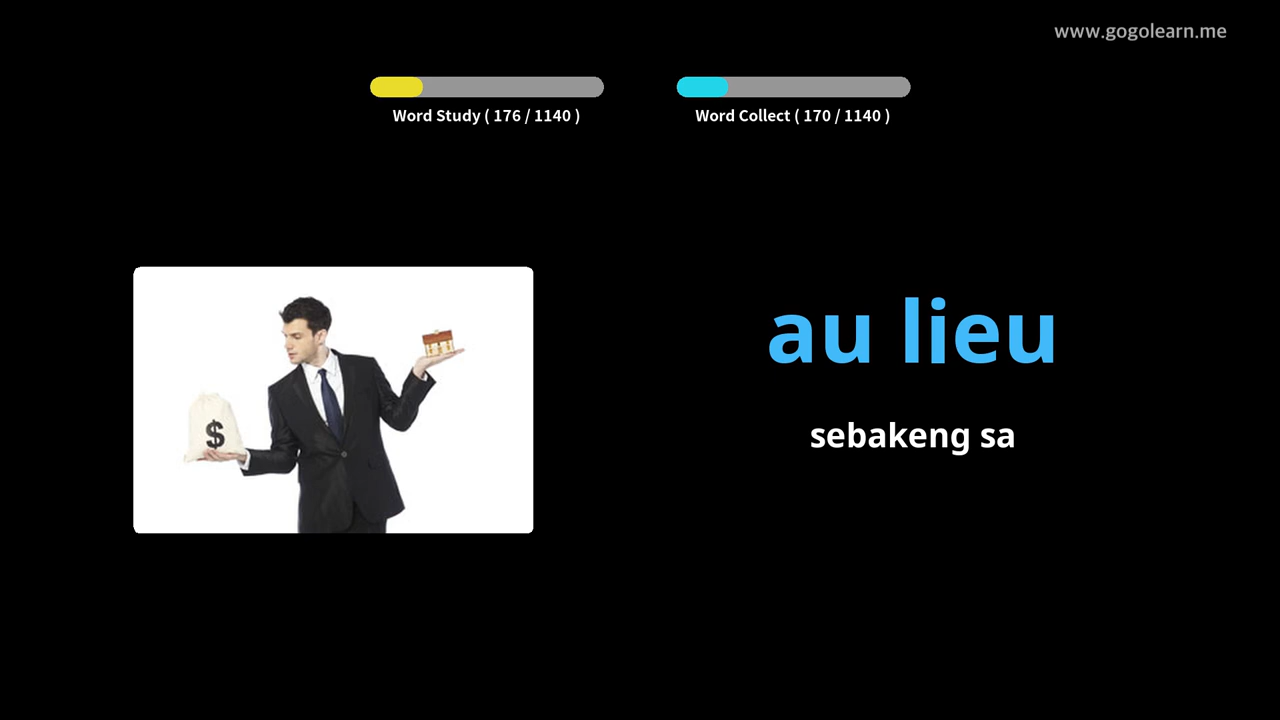 www.gogolearn.me
Word Study ( 176 / 1140 )
Word Collect ( 170 / 1140 )
$
au lieu
sebakeng sa